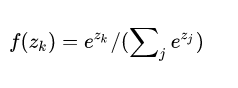 f(z_k) = e^{z_k}/(\sum_j e^{z_j})